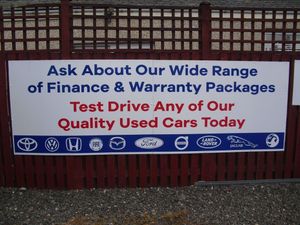 Ask About Our Wide Range
of Finance & Warranty Packages
Test Drive Any of Our
Quality Used Cars Today
Ford LAND-ROVER JAGUAR